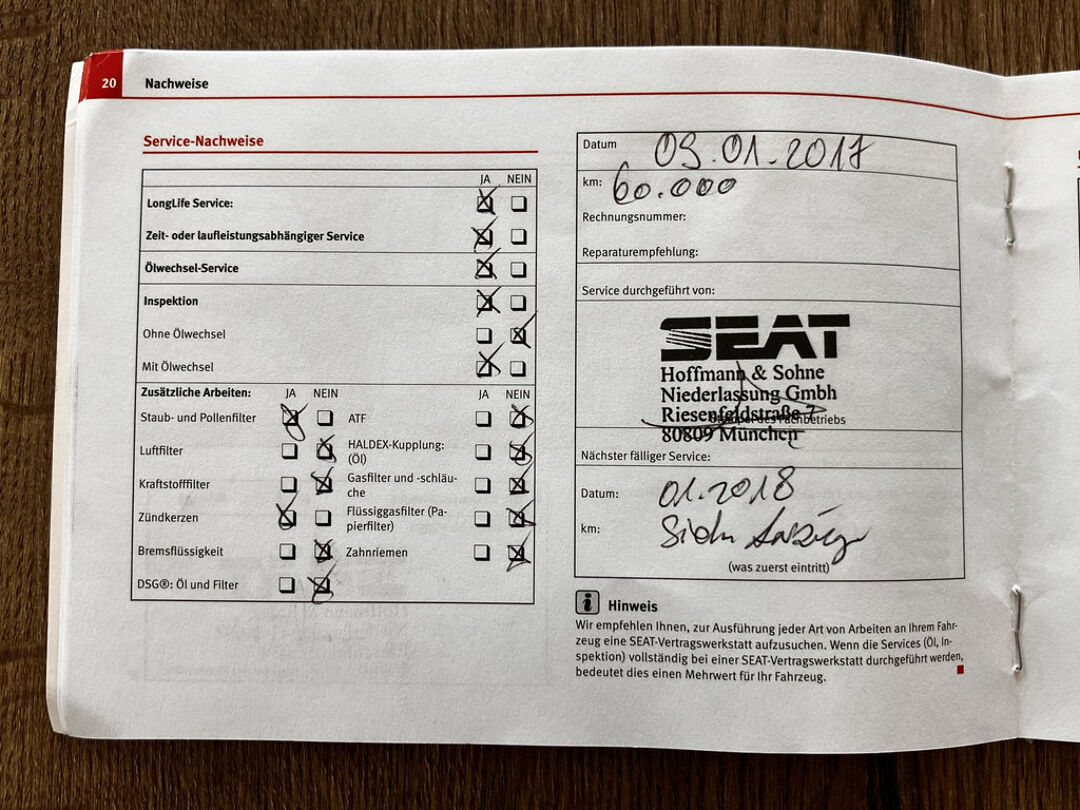 20 Nachweise
Service-Nachweise
JA NEIN
LongLife Service:
Zeit- oder laufleistungsabhängiger Service
Ölwechsel-Service
Inspektion
Ohne Ölwechsel
Mit Ölwechsel
Zusätzliche Arbeiten: JA NEIN JA NEIN
Staub- und Pollenfilter ATF
Luftfilter HALDEX-Kupplung:
(Öl)
Kraftstofffilter Gasfilter und -schläu-
che
Zündkerzen Flüssiggasfilter (Pa-
pierfilter)
Bremsflüssigkeit Zahnriemen
DSG®: Öl und Filter
Datum 09.01.2017
km: 60.000
Rechnungsnummer:
Reparaturempfehlung:
Service durchgeführt von:
SEAT
Hoffmann & Sohne
Niederlassung Gmbh
Riesenfeldstraße 7
Stempel des Fachbetriebs
80809 München
Nächster fälliger Service:
Datum: 01.2018
km: Siehe Anzeige
(was zuerst eintritt)
i Hinweis
Wir empfehlen Ihnen, zur Ausführung jeder Art von Arbeiten an Ihrem Fahr-
zeug eine SEAT-Vertragswerkstatt aufzusuchen. Wenn die Services (Öl, In-
spektion) vollständig bei einer SEAT-Vertragswerkstatt durchgeführt werden,
bedeutet dies einen Mehrwert für Ihr Fahrzeug.